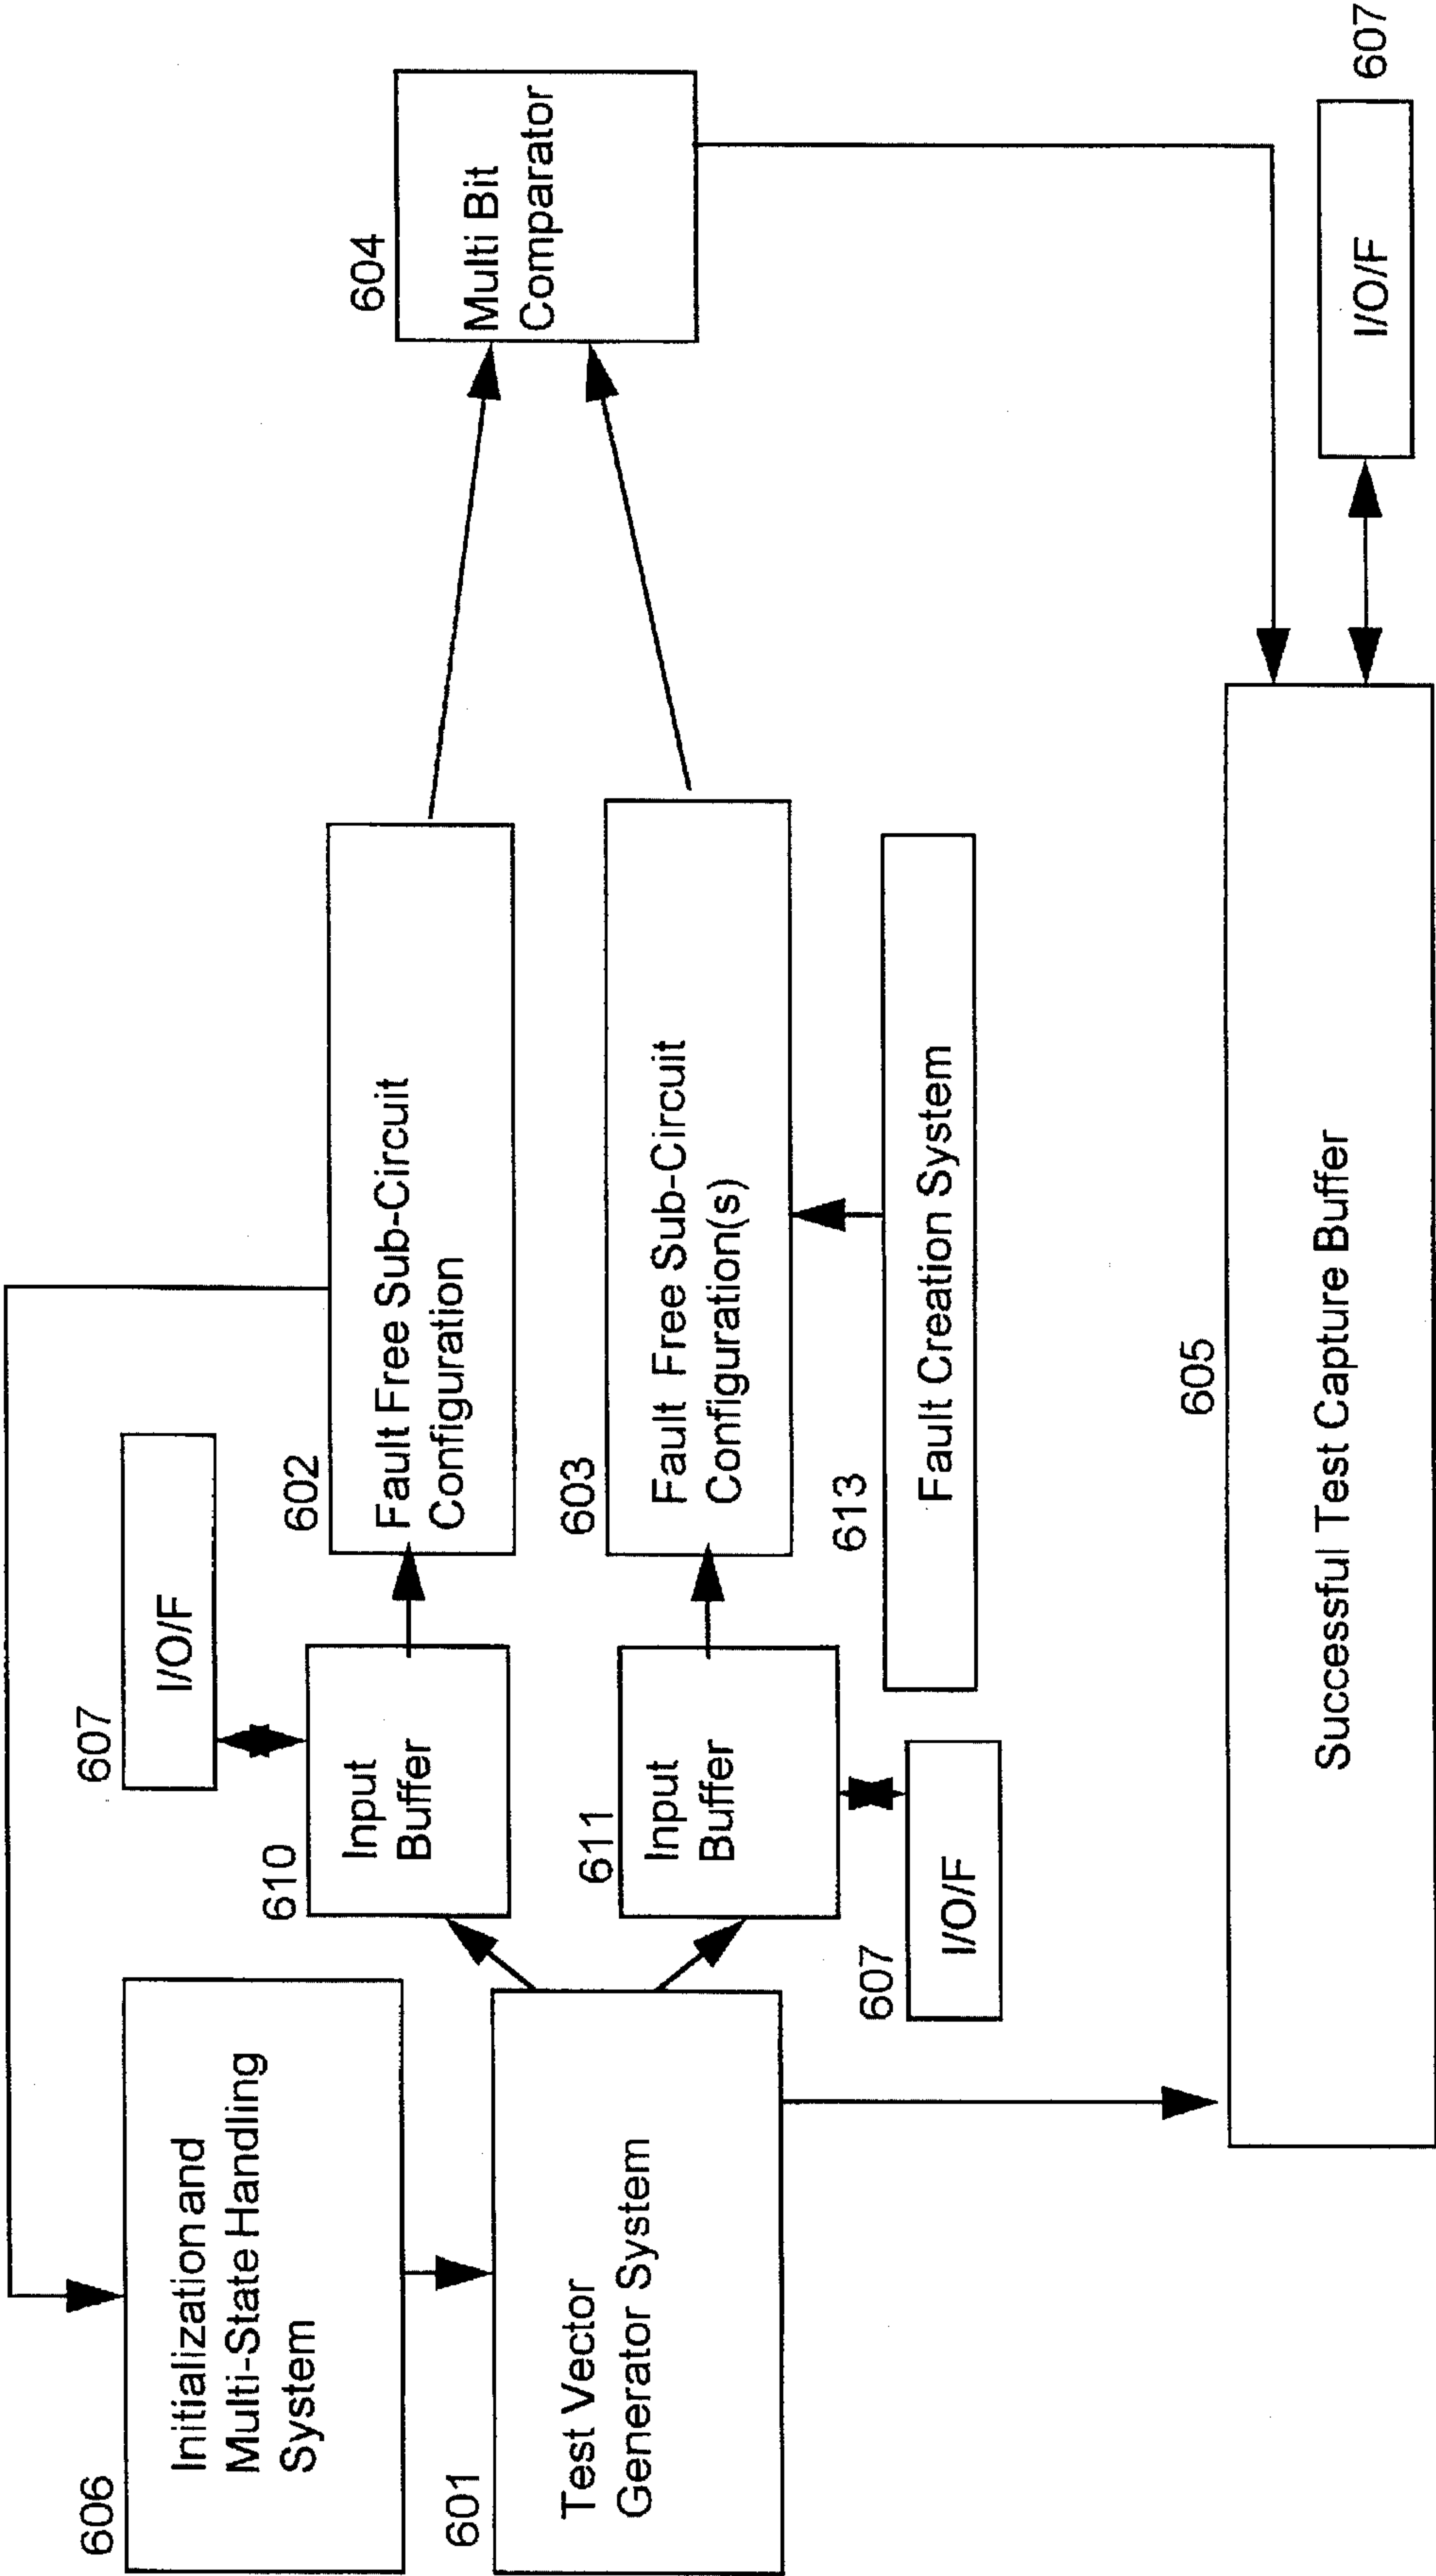 606
Initialization and
Multi-State Handling
System
607
I/O/F
610
Input
Buffer
602
Fault Free Sub-Circuit
Configuration
604
Multi Bit
Comparator
601
Test Vector
Generator System
611
Input
Buffer
603
Fault Free Sub-Circuit
Configuration(s)
607
I/O/F
613
Fault Creation System
605
Successful Test Capture Buffer
I/O/F
607